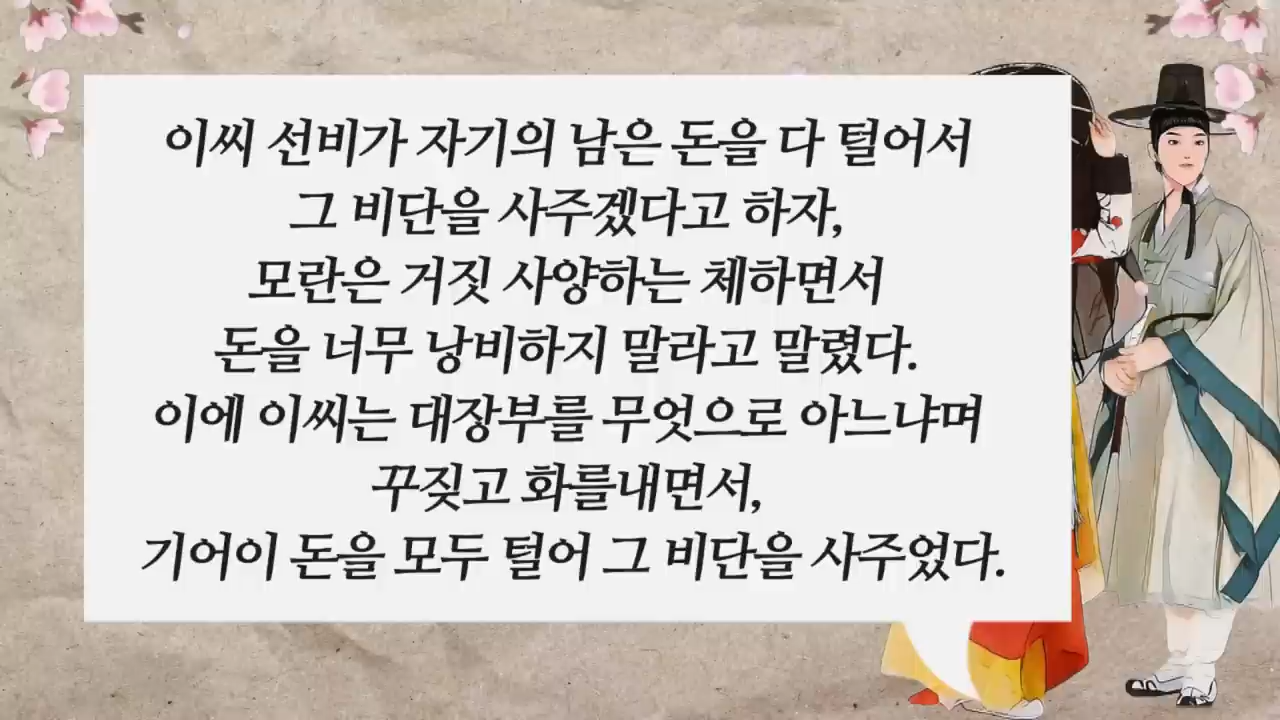 이씨 선비가 자기의 남은 돈을 다 털어서
그 비단을 사주겠다고 하자,
모란은 거짓 사양하는 체하면서
돈을 너무 낭비하지 말라고 말렸다.
이에 이씨는 대장부를 무엇으로 아느냐며
꾸짖고 화를내면서,
기어이 돈을 모두 털어 그 비단을 사주었다.